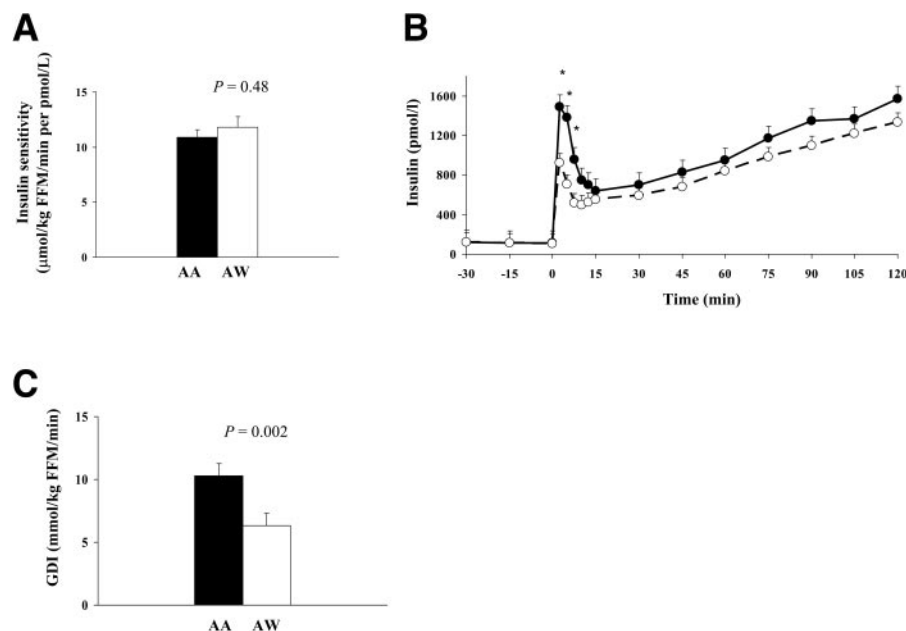 A
Insulin sensitivity
(μmol/kg FFM/min per pmol/L)
P = 0.48
15
10
5
0
AA AW
B
Insulin (pmol/l)
1600
1200
800
400
0
*
*
*
-30 -15 0 15 30 45 60 75 90 105 120
Time (min)
C
GDI (mmol/kg FFM/min)
P = 0.002
15
10
5
0
AA AW